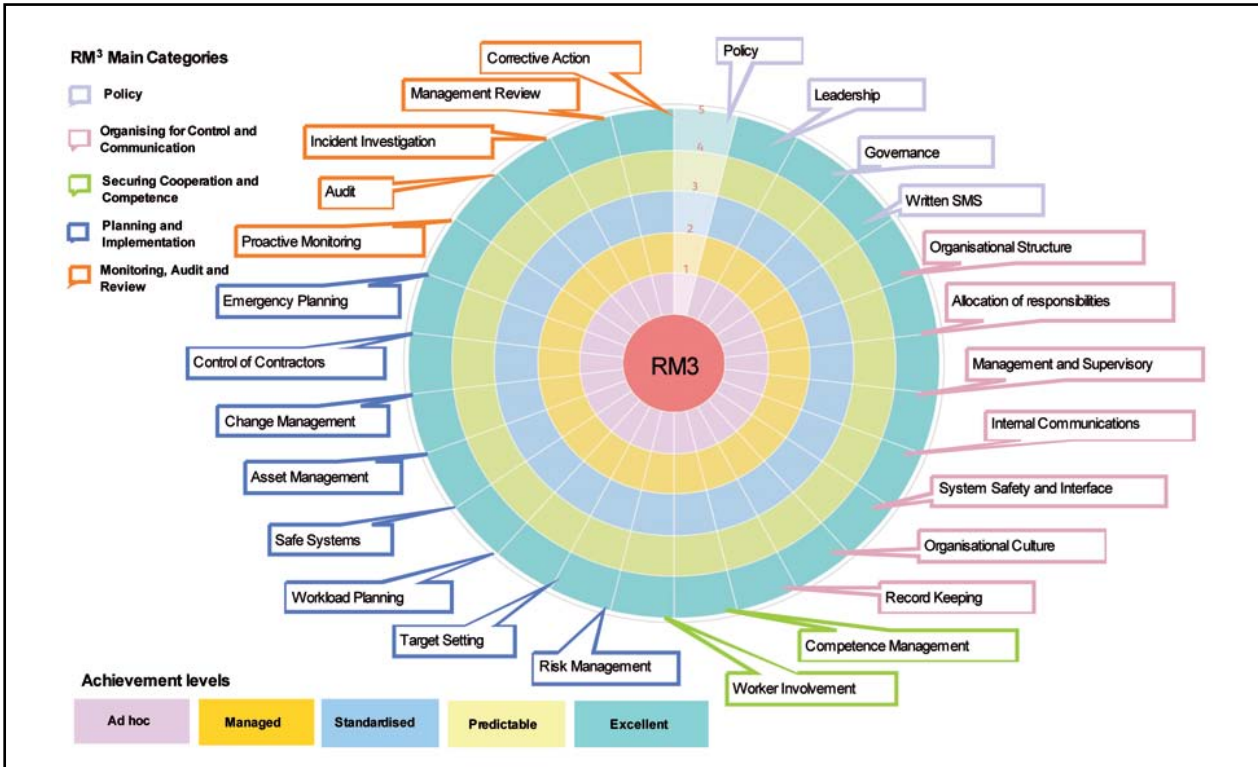 RM³ Main Categories
Policy
Organising for Control and
Communication
Securing Cooperation and
Competence
Planning and
Implementation
Monitoring, Audit and
Review
Corrective Action
Management Review
Incident Investigation
Audit
Proactive Monitoring
Emergency Planning
Control of Contractors
Change Management
Asset Management
Safe Systems
Workload Planning
Target Setting
Risk Management
Policy
Leadership
Governance
Written SMS
Organisational Structure
Allocation of responsibilities
Management and Supervisory
Internal Communications
System Safety and Interface
Organisational Culture
Record Keeping
Competence Management
Worker Involvement
5
4
3
2
1
RM3
Achievement levels
Ad hoc
Managed
Standardised
Predictable
Excellent